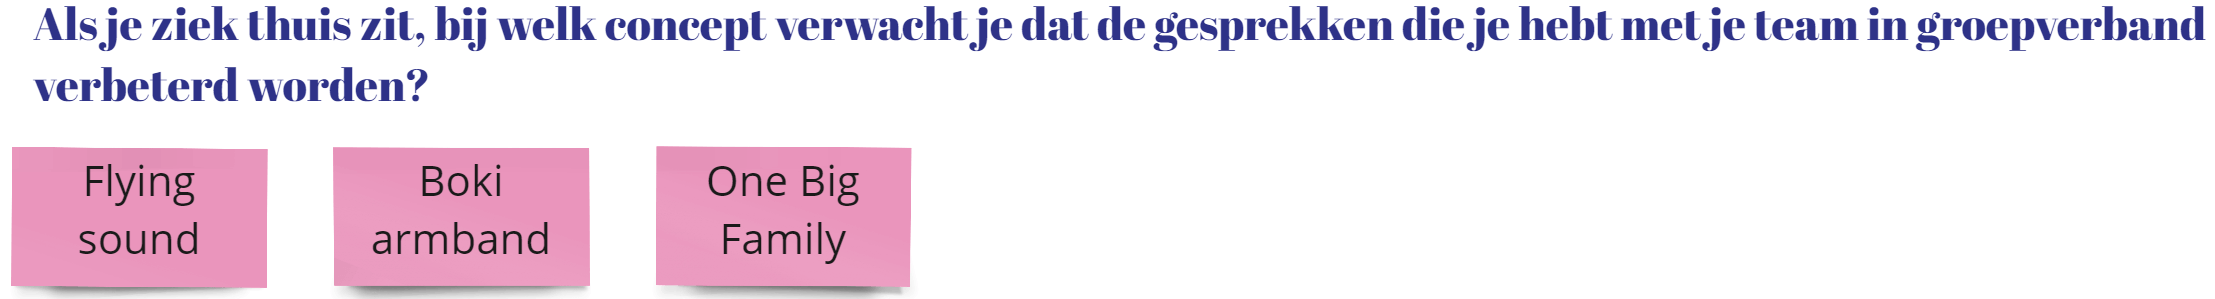 Als je ziek thuis zit, bij welk concept verwacht je dat de gesprekken die je hebt met je team in groepverband
verbeterd worden?
Flying
sound
Boki
armband
One Big
Family